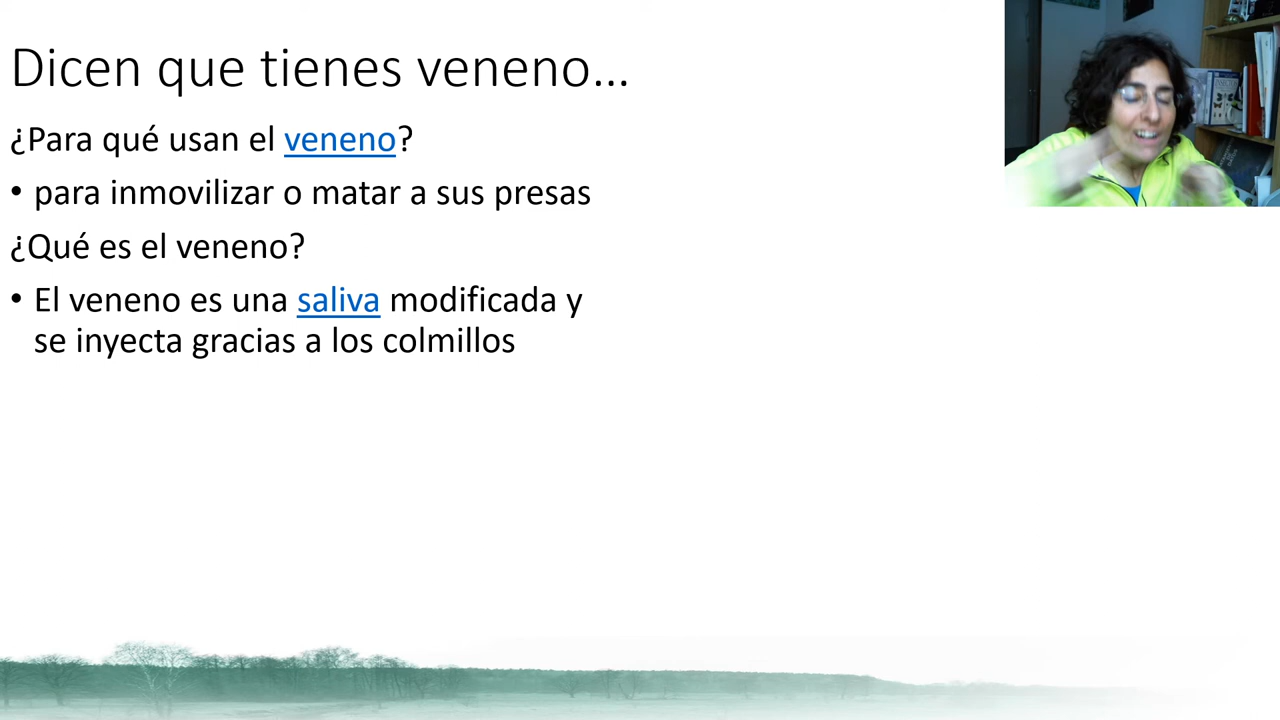 Dicen que tienes veneno...
¿Para qué usan el veneno?
• para inmovilizar o matar a sus presas
¿Qué es el veneno?
• El veneno es una saliva modificada y
se inyecta gracias a los colmillos